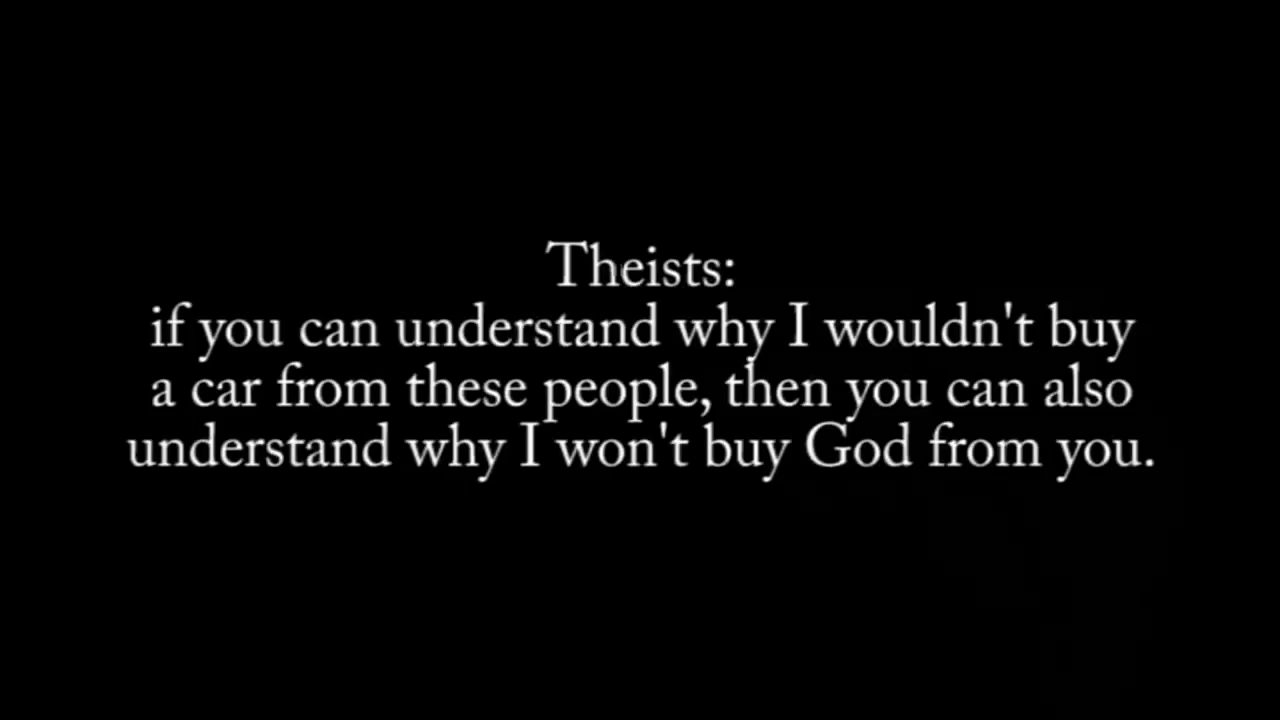 Theists:
if you can understand why I wouldn't buy
a car from these people, then you can also
understand why I won't buy God from you.